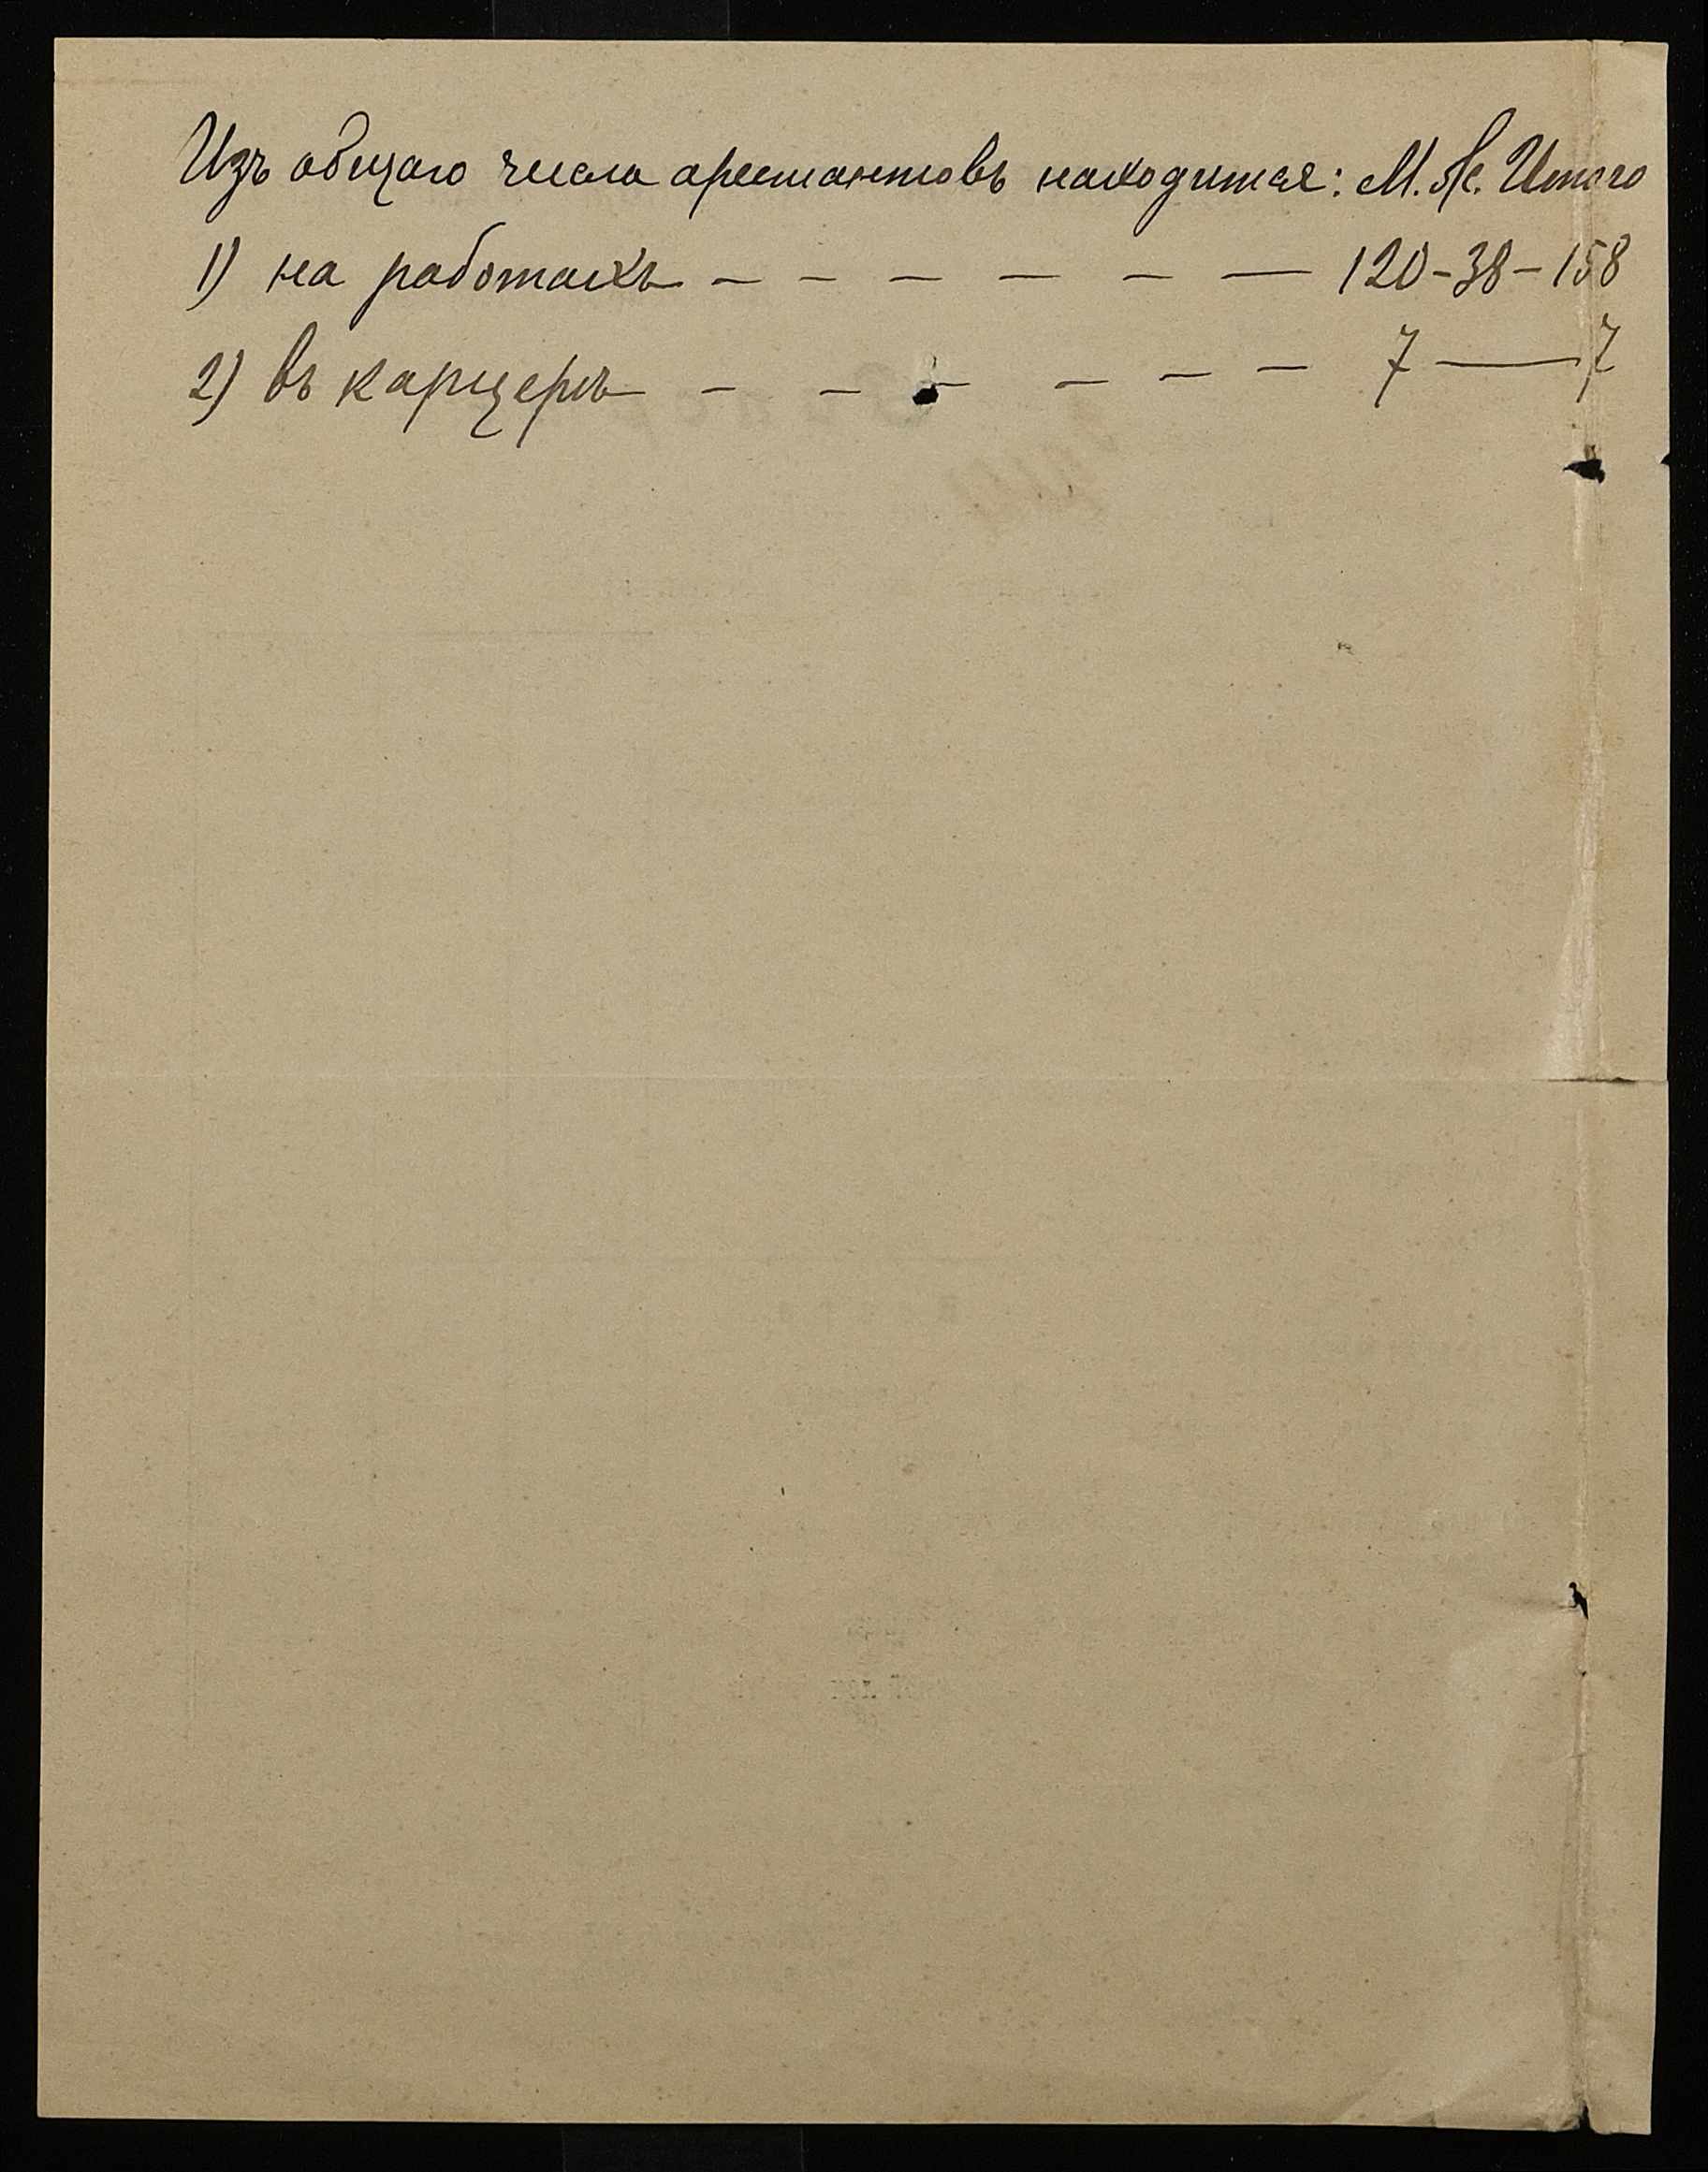 Изъ общаго числа арестантовъ находится: М. Ж. Итого
1) на работахъ - - - - - - 120-38-158
2) въ карцерѣ - - - - - - 7 — 7